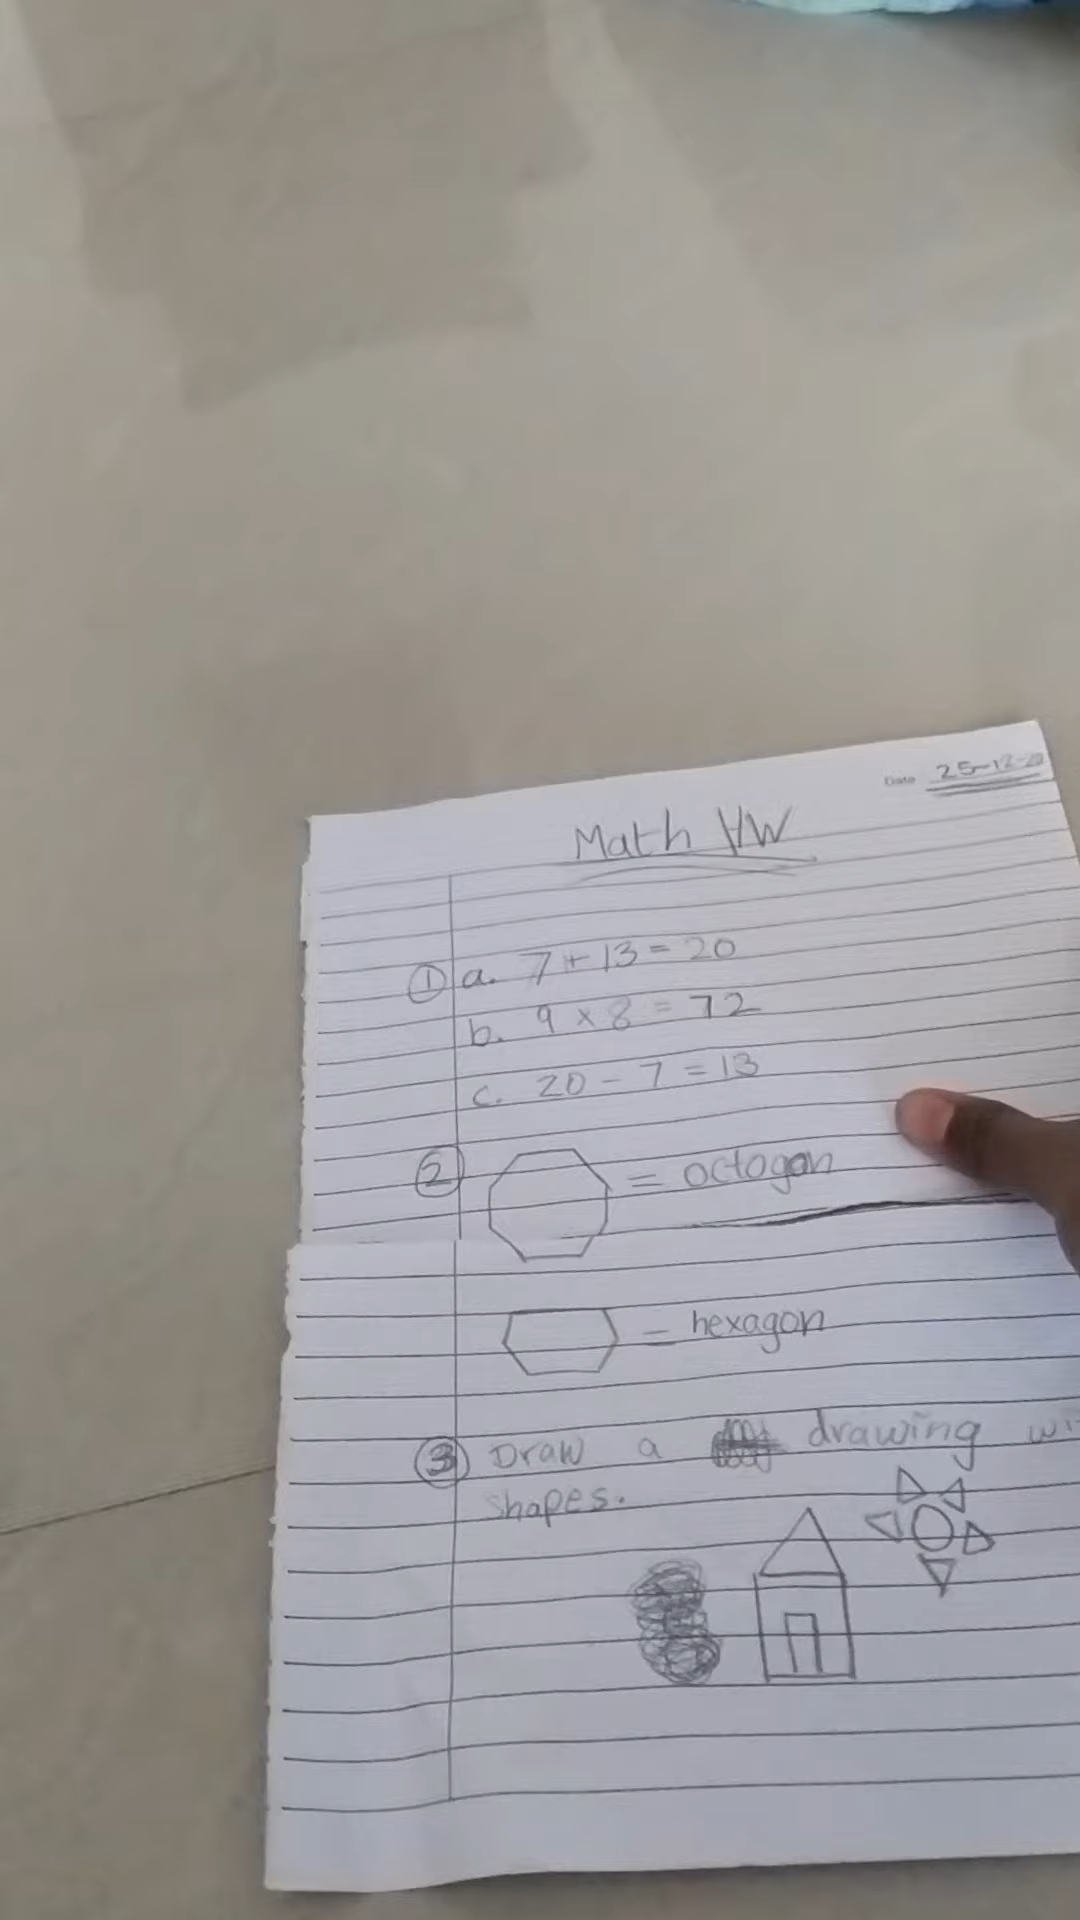 Date 25-12-20
Math HW
① a. 7 + 13 = 20
b. 9 x 8 = 72
c. 20 - 7 = 13
② = octogon
= hexagon
③ Draw a drawing wi
shapes.